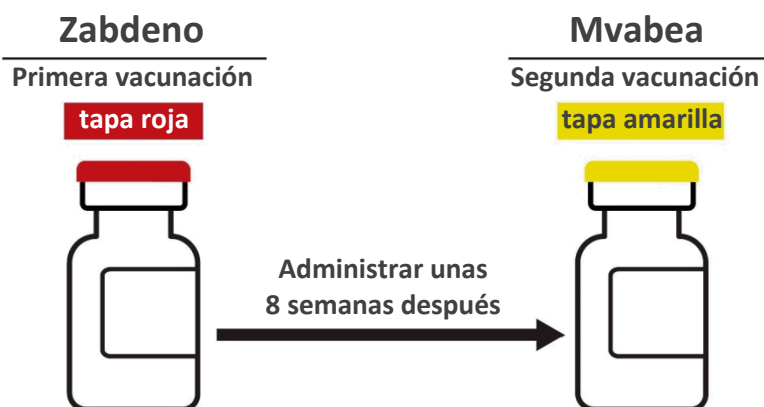 Zabdeno
Primera vacunación
tapa roja
Mvabea
Segunda vacunación
tapa amarilla
Administrar unas
8 semanas después